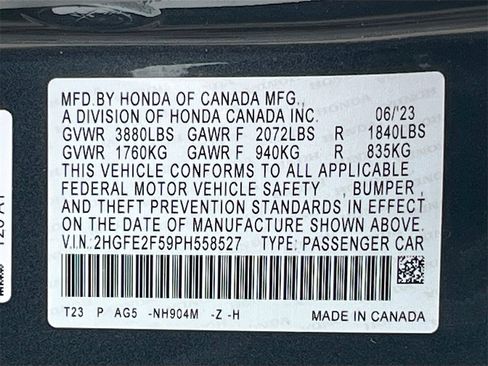 MFD.BY HONDA OF CANADA MFG.,
A DIVISION OF HONDA CANADA INC. 06/'23
GVWR 3880LBS GAWR F 2072LBS R 1840LBS
GVWR 1760KG GAWR F 940KG R 835KG
THIS VEHICLE CONFORMS TO ALL APPLICABLE
FEDERAL MOTOR VEHICLE SAFETY , BUMPER ,
AND THEFT PREVENTION STANDARDS IN EFFECT
ON THE DATE OF MANUFACTURE SHOWN ABOVE.
V.I.N.:2HGFE2F59PH558527 TYPE: PASSENGER CAR
T23 P AG5 -NH904M -Z -H MADE IN CANADA